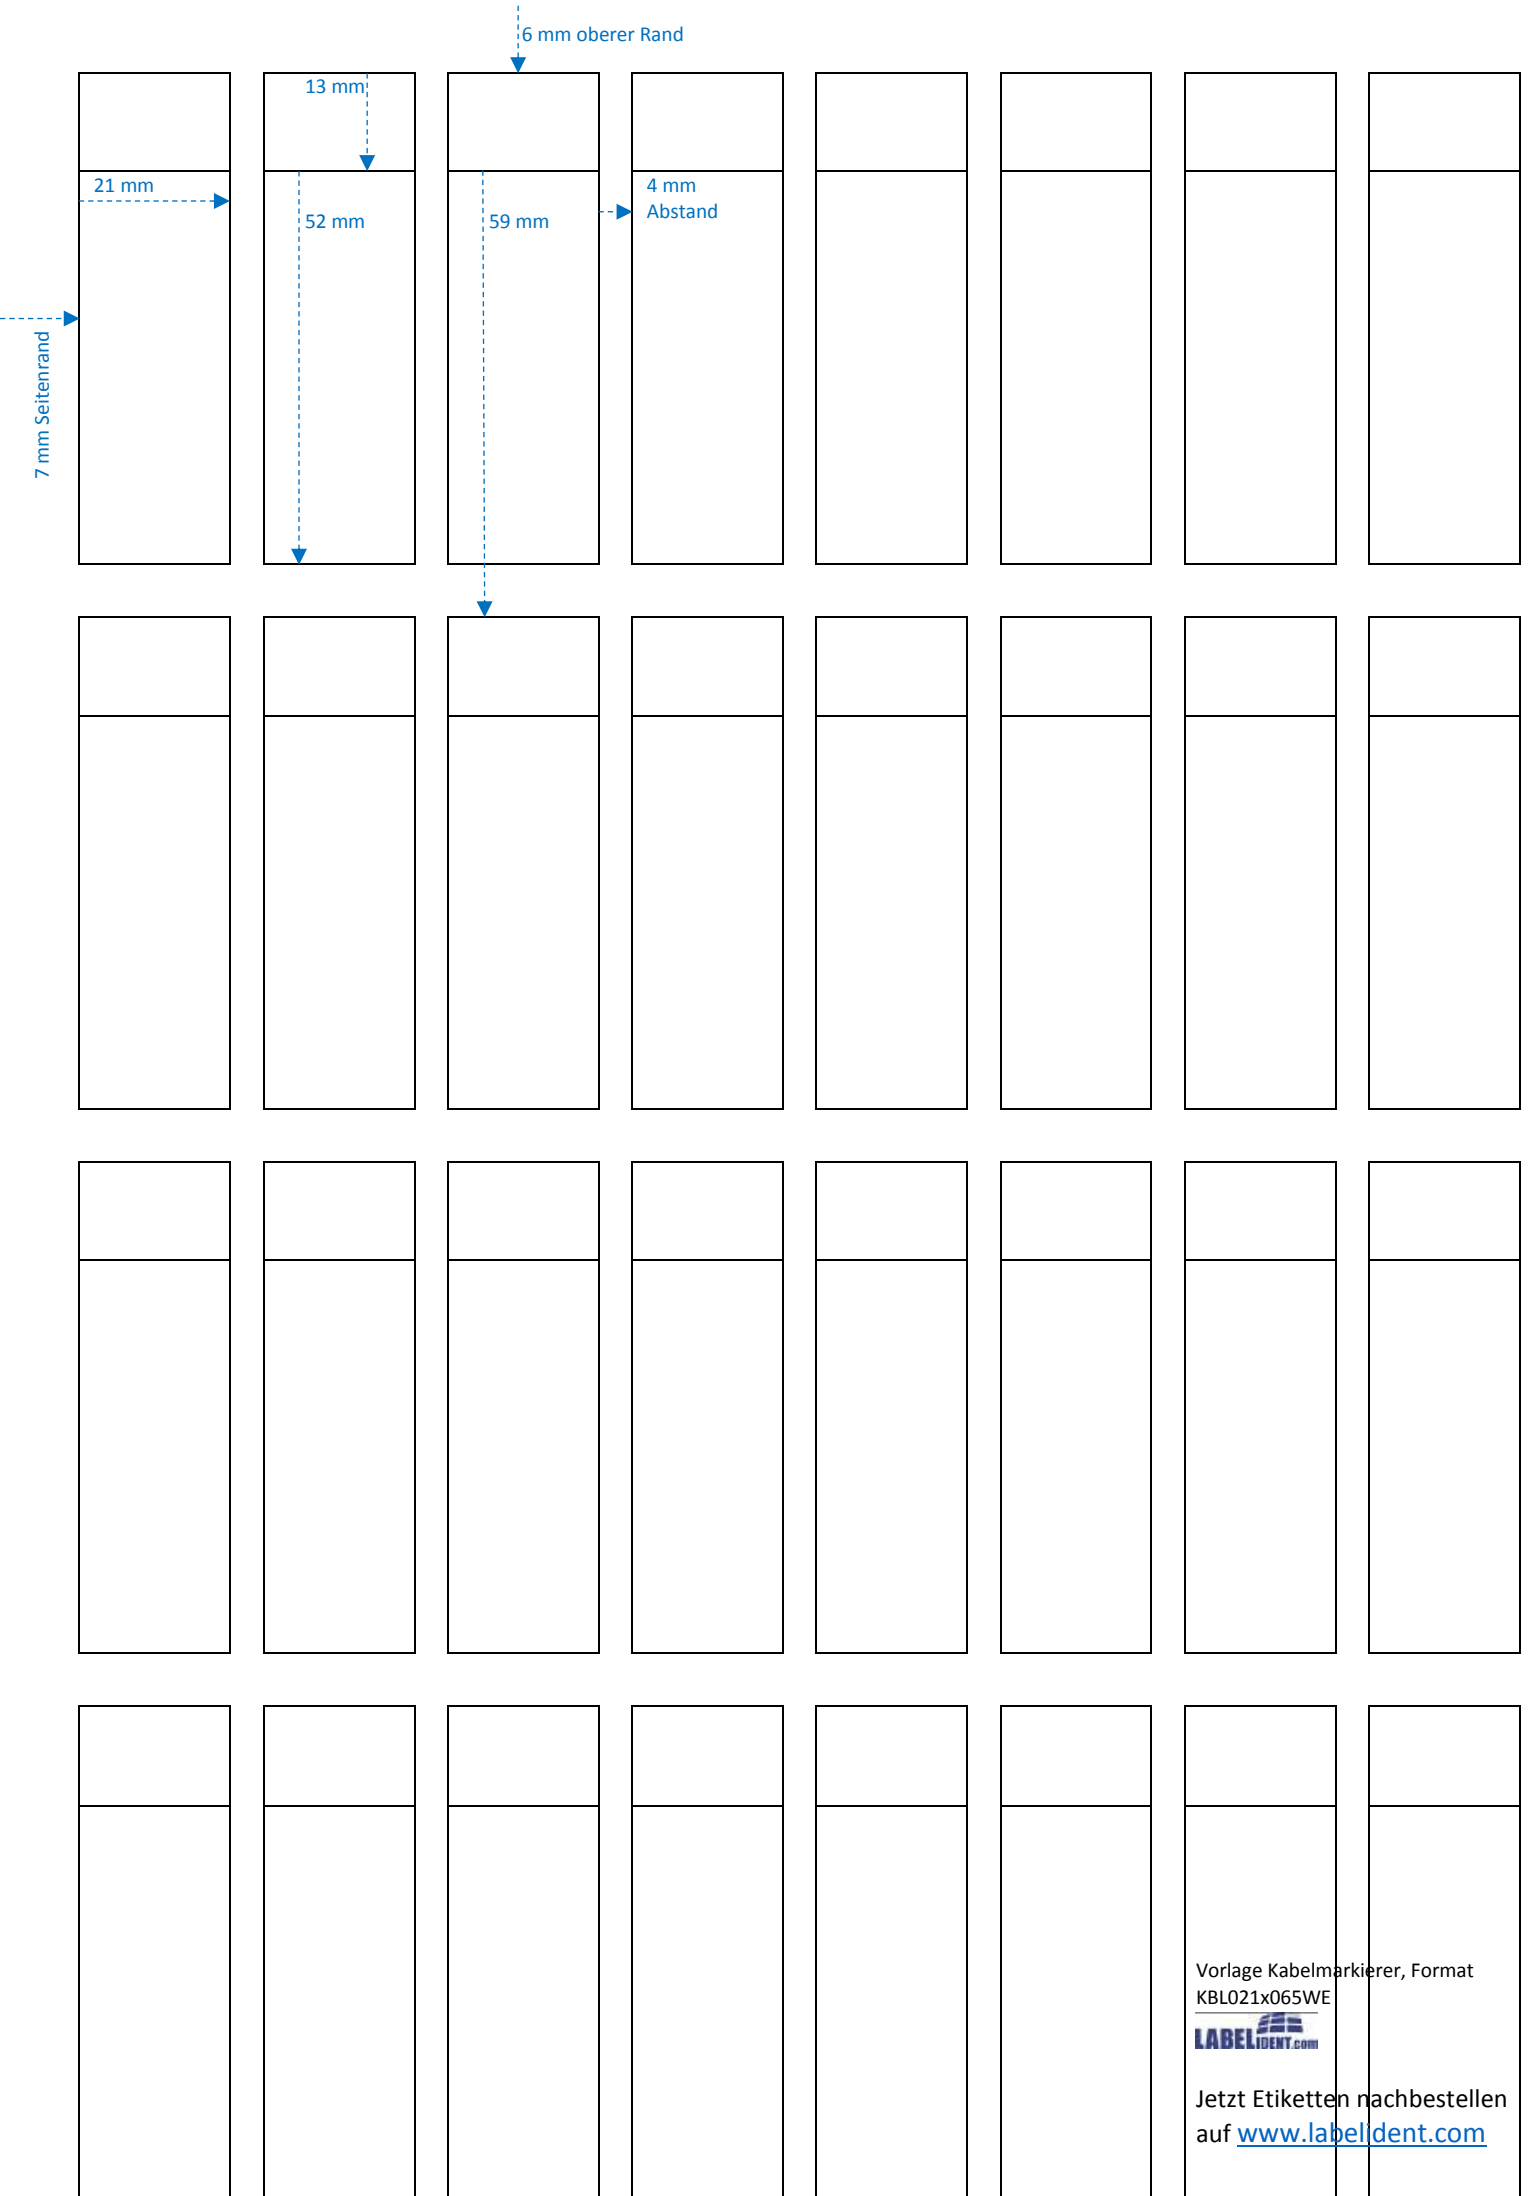 6 mm oberer Rand
13 mm
21 mm
52 mm
59 mm
4 mm
Abstand
7 mm Seitenrand
Vorlage Kabelmarkierer, Format
KBL021x065WE
LABELIDENT.com
Jetzt Etiketten nachbestellen
auf www.labelident.com